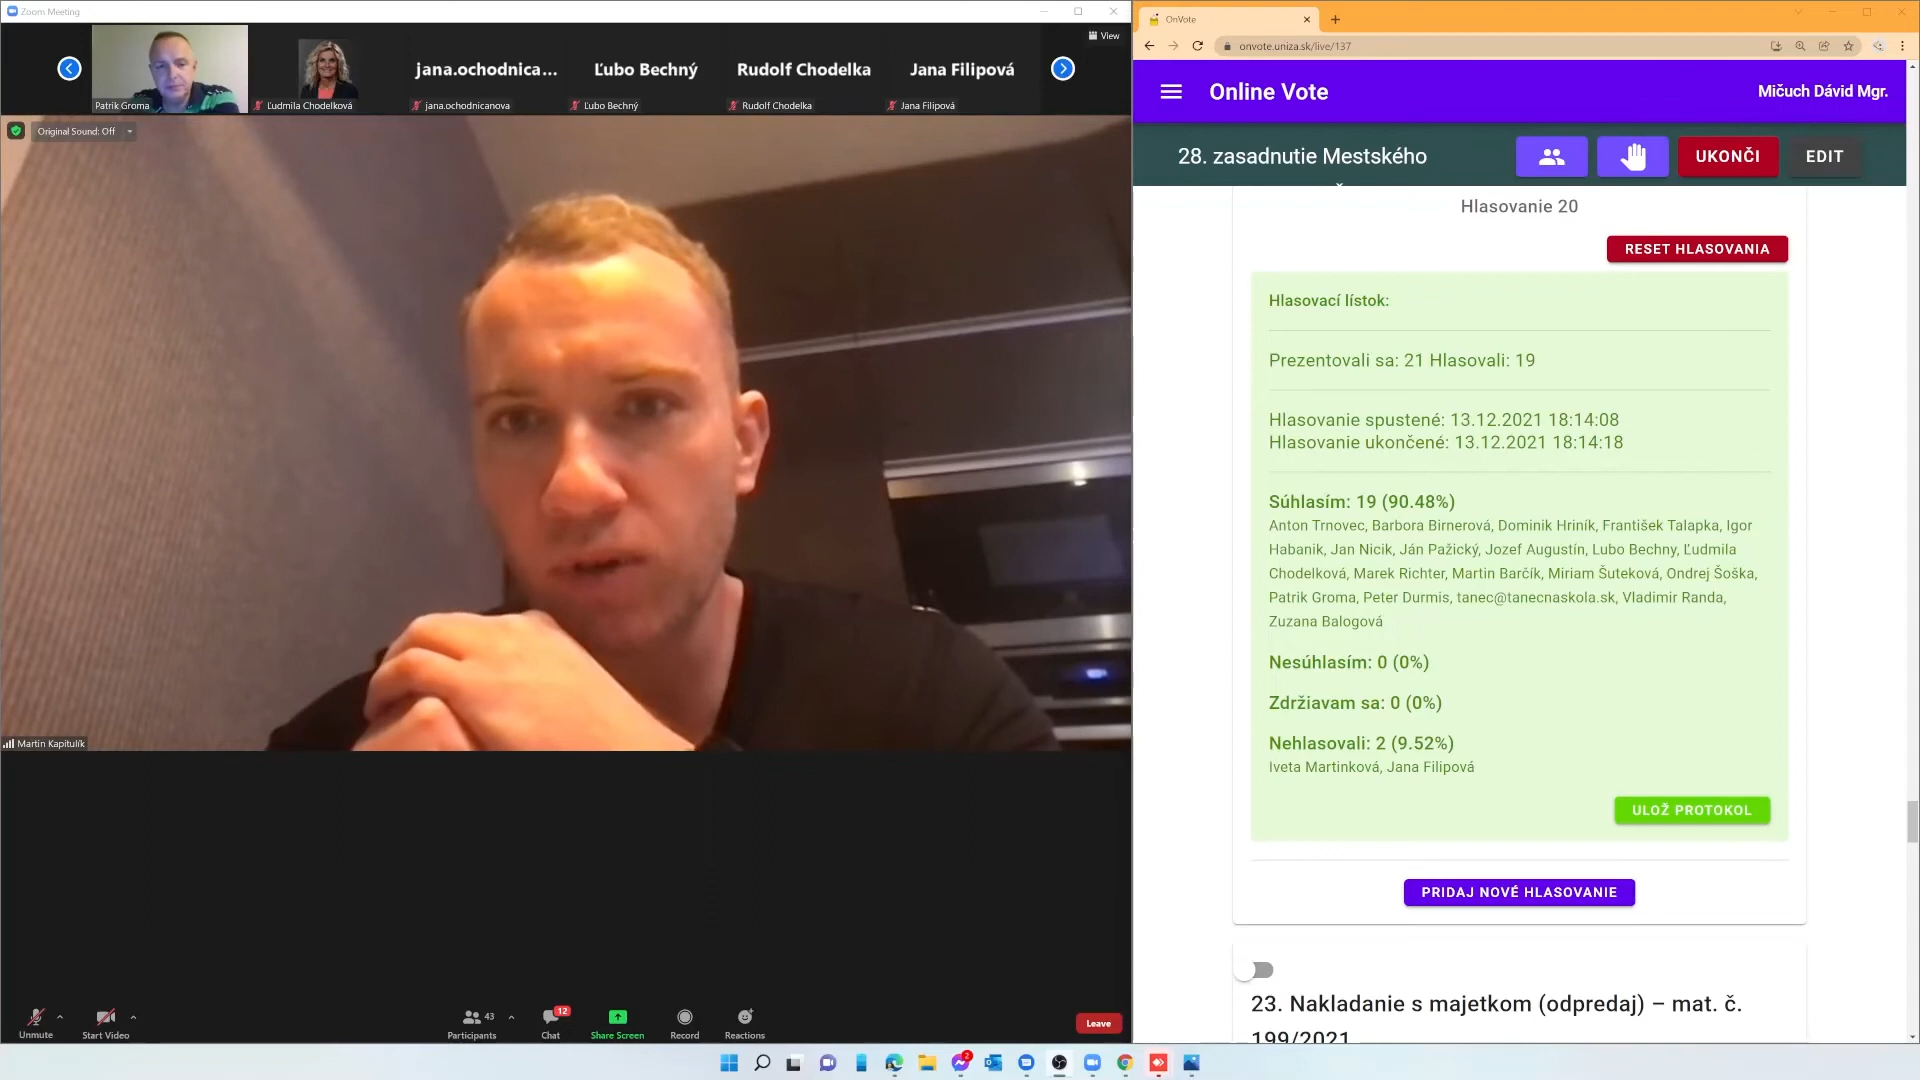 Zoom Meeting
View
jana.ochodnica...
Ľubo Bechný
Rudolf Chodelka
Jana Filipová
Patrik Groma
Ľudmila Chodelková
jana.ochodnicanova
Ľubo Bechný
Rudolf Chodelka
Jana Filipová
Original Sound: Off
Martin Kapitulík
Unmute
Start Video
43
Participants
12
Chat
Share Screen
Record
Reactions
Leave
OnVote
onvote.uniza.sk/live/137
Online Vote
Mičuch Dávid Mgr.
28. zasadnutie Mestského
UKONČI
EDIT
Hlasovanie 20
RESET HLASOVANIA
Hlasovací lístok:
Prezentovali sa: 21 Hlasovali: 19
Hlasovanie spustené: 13.12.2021 18:14:08
Hlasovanie ukončené: 13.12.2021 18:14:18
Súhlasím: 19 (90.48%)
Anton Trnovec, Barbora Birnerová, Dominik Hriník, František Talapka, Igor
Habanik, Jan Nicik, Ján Pažický, Jozef Augustín, Lubo Bechny, Ľudmila
Chodelková, Marek Richter, Martin Barčík, Miriam Šuteková, Ondrej Šoška,
Patrik Groma, Peter Durmis, tanec@tanecnaskola.sk, Vladimir Randa,
Zuzana Balogová
Nesúhlasím: 0 (0%)
Zdržiavam sa: 0 (0%)
Nehlasovali: 2 (9.52%)
Iveta Martinková, Jana Filipová
ULOŽ PROTOKOL
PRIDAJ NOVÉ HLASOVANIE
23. Nakladanie s majetkom (odpredaj) – mat. č.
199/2021
2